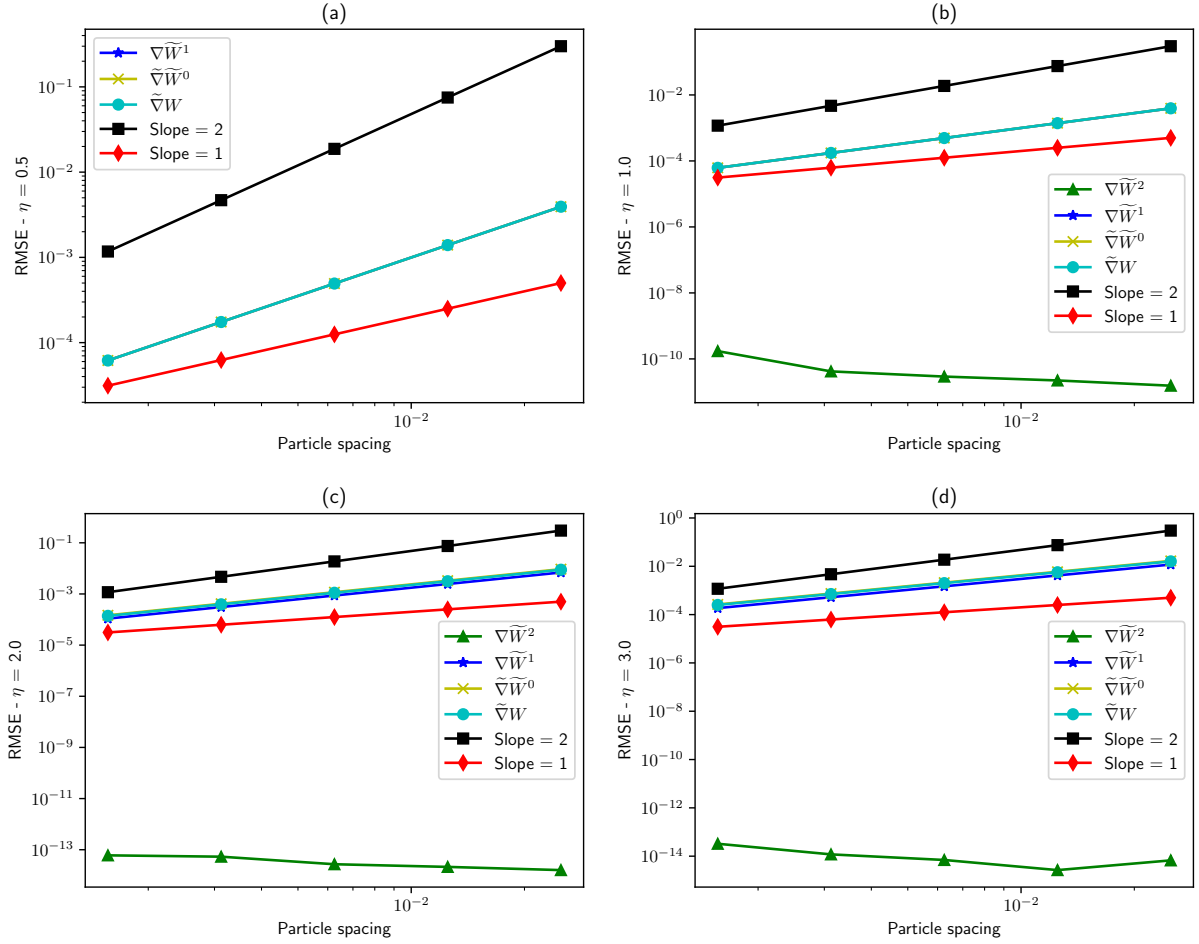 (a)
RMSE - η = 0.5
10⁻¹
10⁻²
10⁻³
10⁻⁴
∇W̃¹
∇̃W̃⁰
∇̃W
Slope = 2
Slope = 1
10⁻²
Particle spacing
(b)
RMSE - η = 1.0
10⁻²
10⁻⁴
10⁻⁶
10⁻⁸
10⁻¹⁰
∇W̃²
∇W̃¹
∇̃W̃⁰
∇̃W
Slope = 2
Slope = 1
10⁻²
Particle spacing
(c)
RMSE - η = 2.0
10⁻¹
10⁻³
10⁻⁵
10⁻⁷
10⁻⁹
10⁻¹¹
10⁻¹³
∇W̃²
∇W̃¹
∇̃W̃⁰
∇̃W
Slope = 2
Slope = 1
10⁻²
Particle spacing
(d)
RMSE - η = 3.0
10⁰
10⁻²
10⁻⁴
10⁻⁶
10⁻⁸
10⁻¹⁰
10⁻¹²
10⁻¹⁴
∇W̃²
∇W̃¹
∇̃W̃⁰
∇̃W
Slope = 2
Slope = 1
10⁻²
Particle spacing